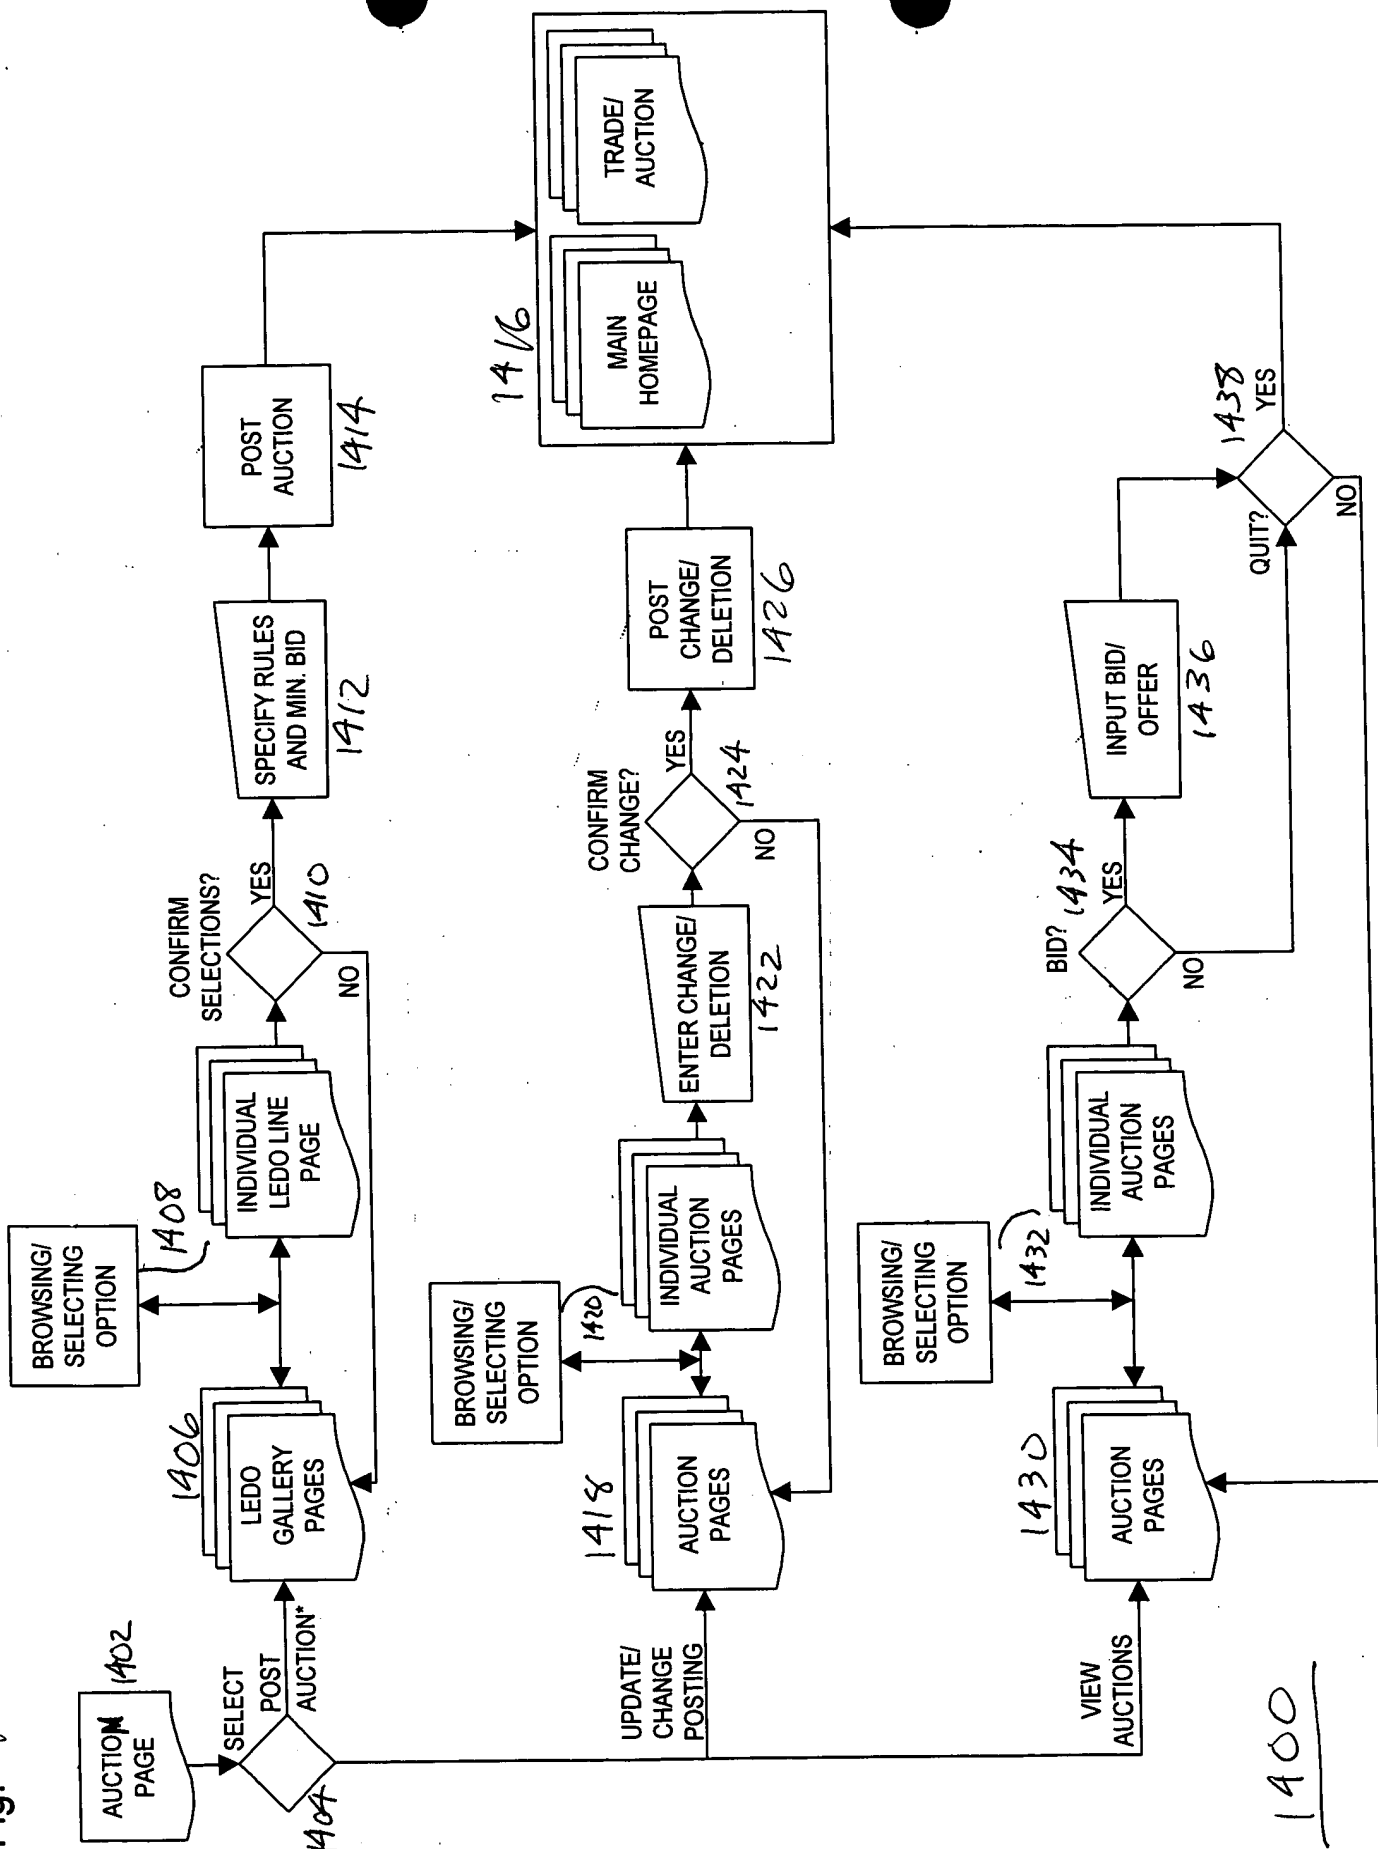 Fig.
AUCTION
PAGE
1402
SELECT
1404
POST
AUCTION*
1406
LEDO
GALLERY
PAGES
BROWSING/
SELECTING
OPTION
1408
INDIVIDUAL
LEDO LINE
PAGE
CONFIRM
SELECTIONS?
YES
1410
NO
SPECIFY RULES
AND MIN. BID
1412
POST
AUCTION
1414
UPDATE/
CHANGE
POSTING
1418
AUCTION
PAGES
BROWSING/
SELECTING
OPTION
1420
INDIVIDUAL
AUCTION
PAGES
ENTER CHANGE/
DELETION
1422
CONFIRM
CHANGE?
YES
1424
NO
POST
CHANGE/
DELETION
1426
1416
MAIN
HOMEPAGE
TRADE/
AUCTION
VIEW
AUCTIONS
1430
AUCTION
PAGES
BROWSING/
SELECTING
OPTION
1432
INDIVIDUAL
AUCTION
PAGES
BID?
1434
YES
NO
INPUT BID/
OFFER
1436
QUIT?
1438
YES
NO
1400